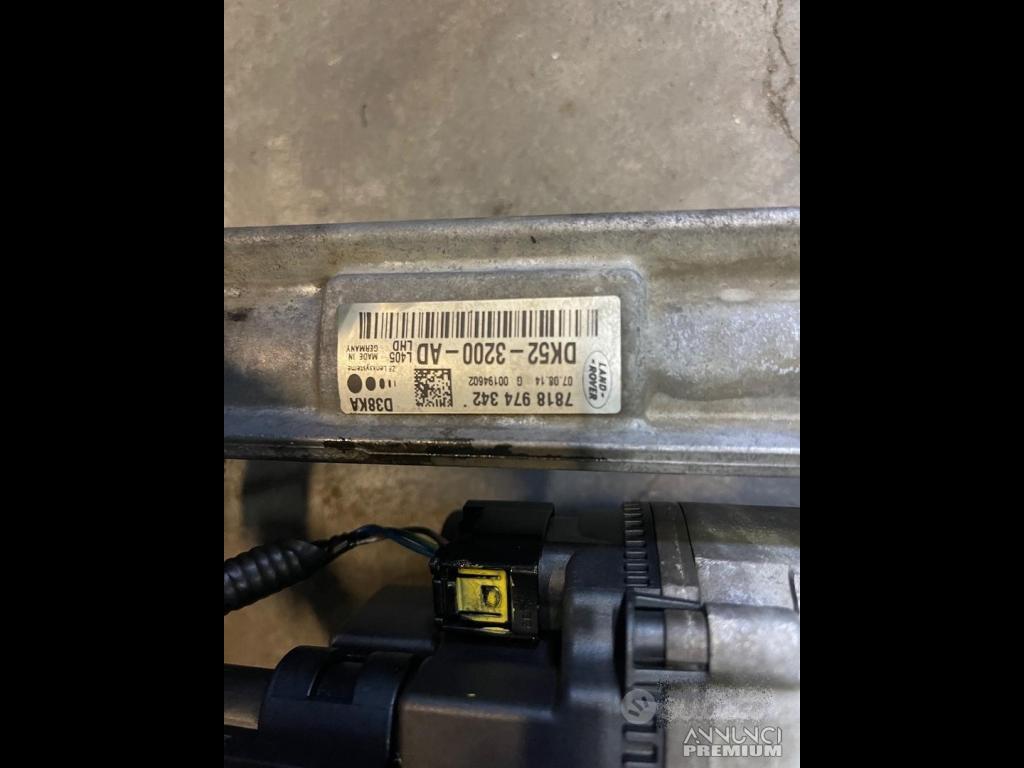 DK52-3200-AD
L405
LHD
07.08.14 G 00194602
ZF Lenksysteme
MADE IN
GERMANY
LAND-
-ROVER
7818 974 342
D38KA
ANNUNCI
PREMIUM